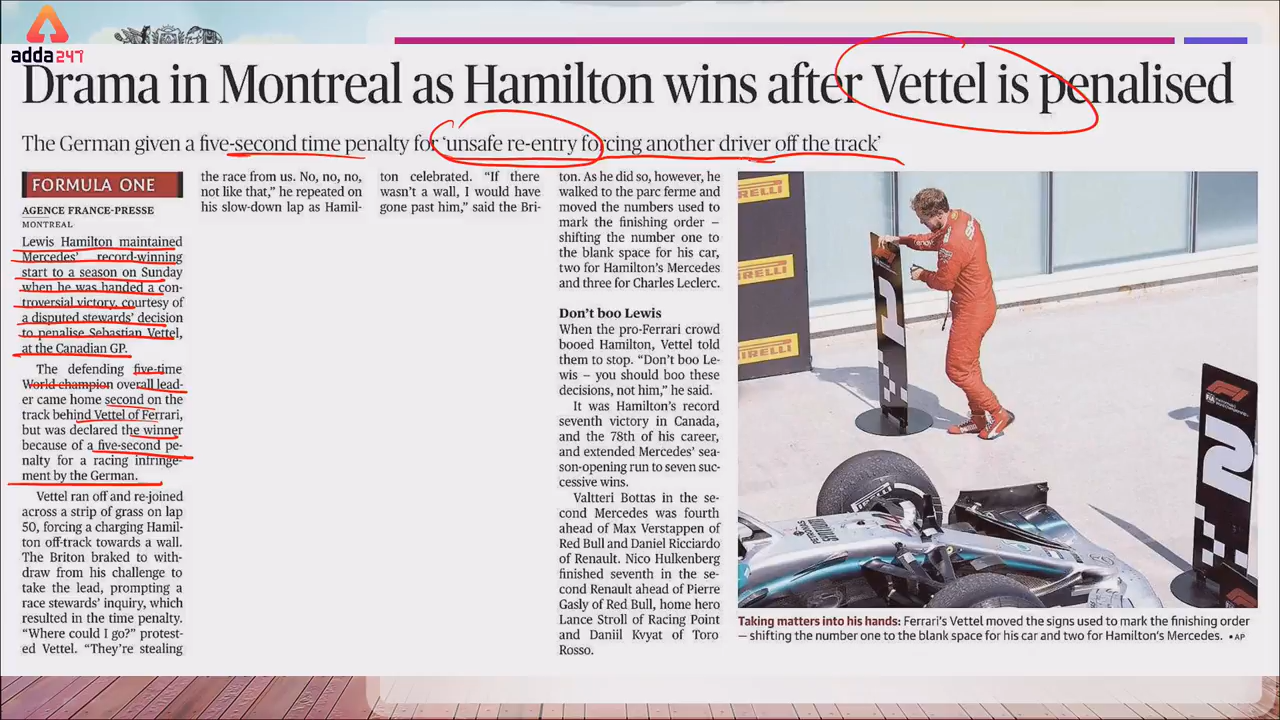 adda247
Drama in Montreal as Hamilton wins after Vettel is penalised
The German given a five-second time penalty for ‘unsafe re-entry forcing another driver off the track’
FORMULA ONE
AGENCE FRANCE-PRESSE
MONTREAL
Lewis Hamilton maintained
Mercedes’ record-winning
start to a season on Sunday
when he was handed a con-
troversial victory, courtesy of
a disputed stewards’ decision
to penalise Sebastian Vettel,
at the Canadian GP.
The defending five-time
World champion overall lead-
er came home second on the
track behind Vettel of Ferrari,
but was declared the winner
because of a five-second pe-
nalty for a racing infringe-
ment by the German.
Vettel ran off and re-joined
across a strip of grass on lap
50, forcing a charging Hamil-
ton off-track towards a wall.
The Briton braked to with-
draw from his challenge to
take the lead, prompting a
race stewards’ inquiry, which
resulted in the time penalty.
“Where could I go?” protest-
ed Vettel. “They’re stealing
the race from us. No, no, no,
not like that,” he repeated on
his slow-down lap as Hamil-
ton celebrated. “If there
wasn’t a wall, I would have
gone past him,” said the Bri-
ton. As he did so, however, he
walked to the parc ferme and
moved the numbers used to
mark the finishing order –
shifting the number one to
the blank space for his car,
two for Hamilton’s Mercedes
and three for Charles Leclerc.
Don’t boo Lewis
When the pro-Ferrari crowd
booed Hamilton, Vettel told
them to stop. “Don’t boo Le-
wis – you should boo these
decisions, not him,” he said.
It was Hamilton’s record
seventh victory in Canada,
and the 78th of his career,
and extended Mercedes’ sea-
son-opening run to seven suc-
cessive wins.
Valtteri Bottas in the se-
cond Mercedes was fourth
ahead of Max Verstappen of
Red Bull and Daniel Ricciardo
of Renault. Nico Hulkenberg
finished seventh in the se-
cond Renault ahead of Pierre
Gasly of Red Bull, home hero
Lance Stroll of Racing Point
and Daniil Kvyat of Toro
Rosso.
IRELLI
IRELLI
IRELLI
1
2
Taking matters into his hands: Ferrari’s Vettel moved the signs used to mark the finishing order
– shifting the number one to the blank space for his car and two for Hamilton’s Mercedes. • AP